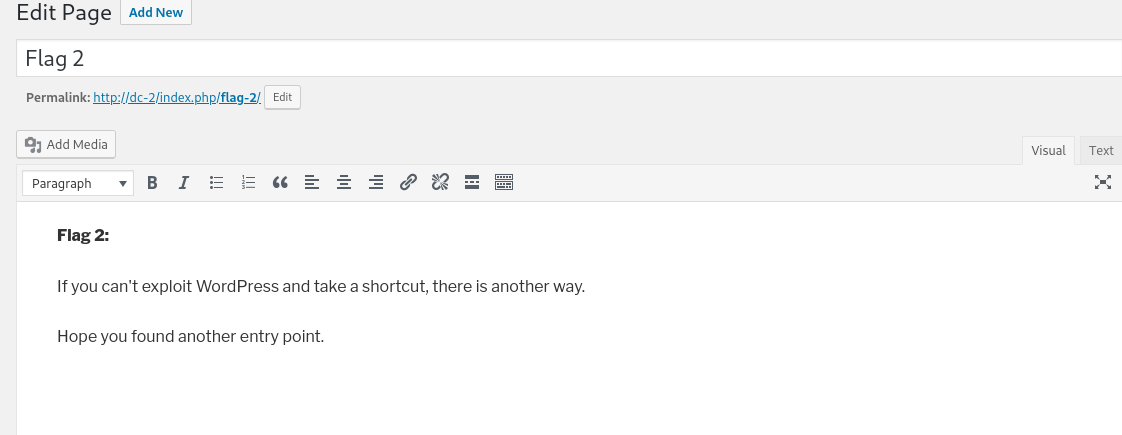 Edit Page Add New
Flag 2
Permalink: http://dc-2/index.php/flag-2/ Edit
Add Media
Visual Text
Paragraph B I
Flag 2:
If you can't exploit WordPress and take a shortcut, there is another way.
Hope you found another entry point.